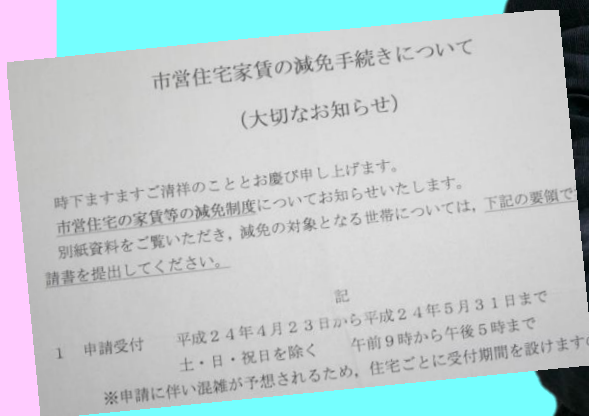 市営住宅家賃の減免手続きについて
(大切なお知らせ)
時下ますますご清祥のこととお慶び申し上げます。
市営住宅の家賃等の減免制度についてお知らせいたします。
別紙資料をご覧いただき，減免の対象となる世帯については，下記の要領で
請書を提出してください。
記
1 申請受付 平成24年4月23日から平成24年5月31日まで
土・日・祝日を除く 午前9時から午後5時まで
※申請に伴い混雑が予想されるため，住宅ごとに受付期間を設けます